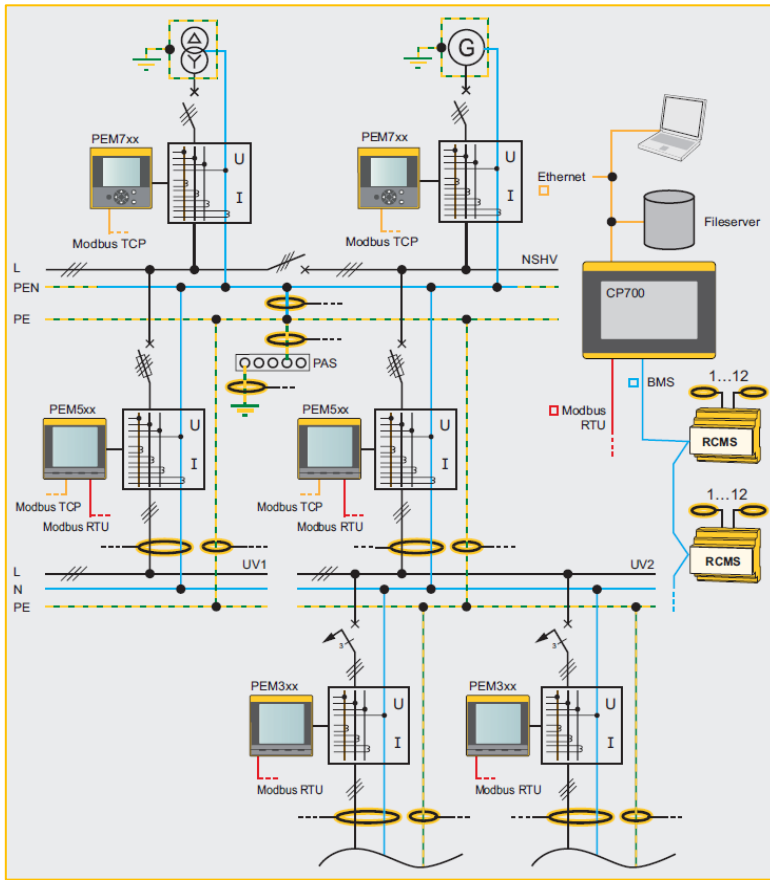 G
PEM7xx
U
I
Modbus TCP
PEM7xx
U
I
Modbus TCP
Ethernet
Fileserver
L
NSHV
PEN
CP700
PE
PAS
1...12
BMS
Modbus
RTU
RCMS
PEM5xx
U
I
Modbus TCP
Modbus RTU
PEM5xx
U
I
Modbus TCP
Modbus RTU
1...12
RCMS
L
UV1
UV2
N
PE
3
3
PEM3xx
U
I
Modbus RTU
PEM3xx
U
I
Modbus RTU